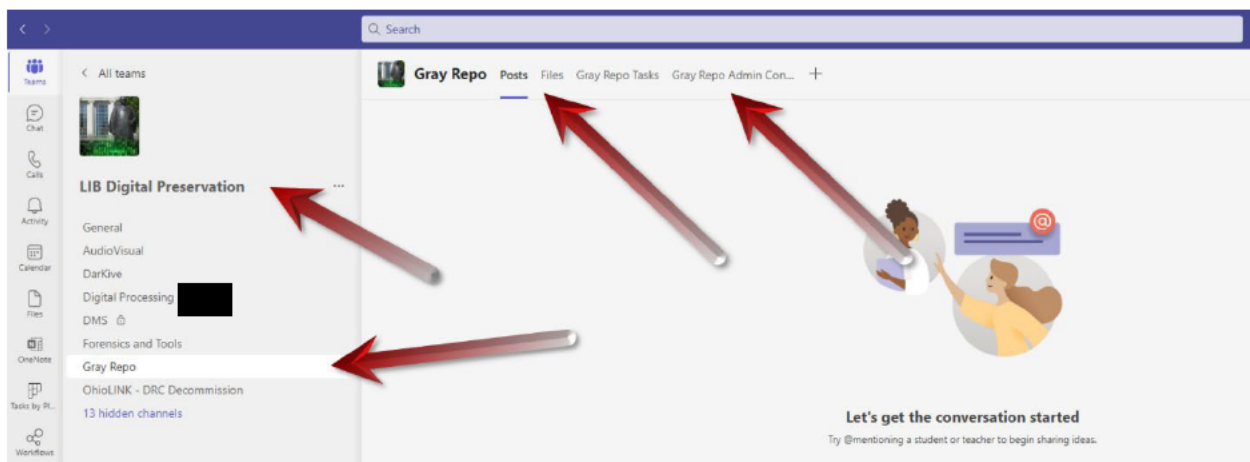 Search
Teams
Chat
Calls
Activity
Calendar
Files
OneNote
Tasks by Pl...
Workflows
All teams
LIB Digital Preservation
...
General
AudioVisual
DarKive
Digital Processing
DMS
Forensics and Tools
Gray Repo
OhioLINK - DRC Decommission
13 hidden channels
Gray Repo Posts Files Gray Repo Tasks Gray Repo Admin Con... +
@
Let's get the conversation started
Try @mentioning a student or teacher to begin sharing ideas.